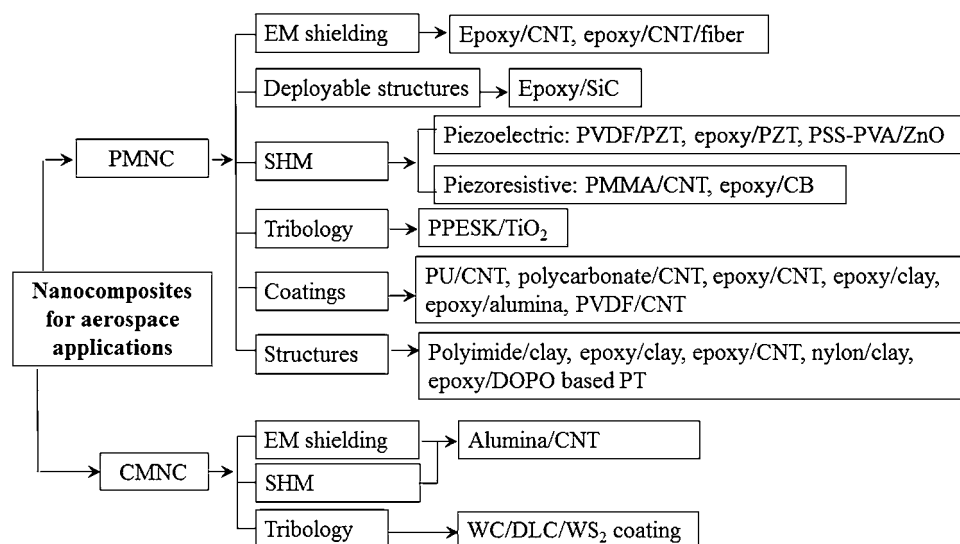 EM shielding
Epoxy/CNT, epoxy/CNT/fiber
Deployable structures
Epoxy/SiC
PMNC
SHM
Piezoelectric: PVDF/PZT, epoxy/PZT, PSS-PVA/ZnO
Piezoresistive: PMMA/CNT, epoxy/CB
Tribology
PPESK/TiO₂
Nanocomposites
for aerospace
applications
Coatings
PU/CNT, polycarbonate/CNT, epoxy/CNT, epoxy/clay,
epoxy/alumina, PVDF/CNT
Structures
Polyimide/clay, epoxy/clay, epoxy/CNT, nylon/clay,
epoxy/DOPO based PT
CMNC
EM shielding
Alumina/CNT
SHM
Tribology
WC/DLC/WS₂ coating